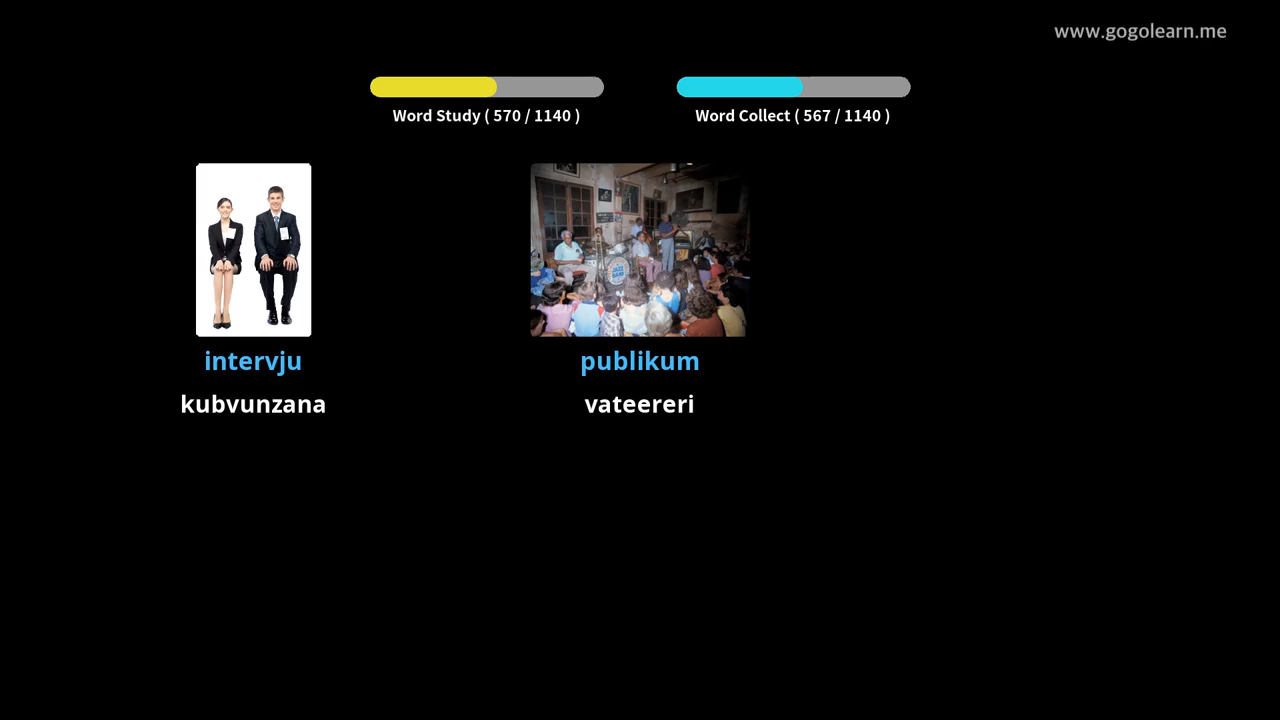 www.gogolearn.me
Word Study ( 570 / 1140 )
Word Collect ( 567 / 1140 )
intervju
publikum
kubvunzana
vateereri